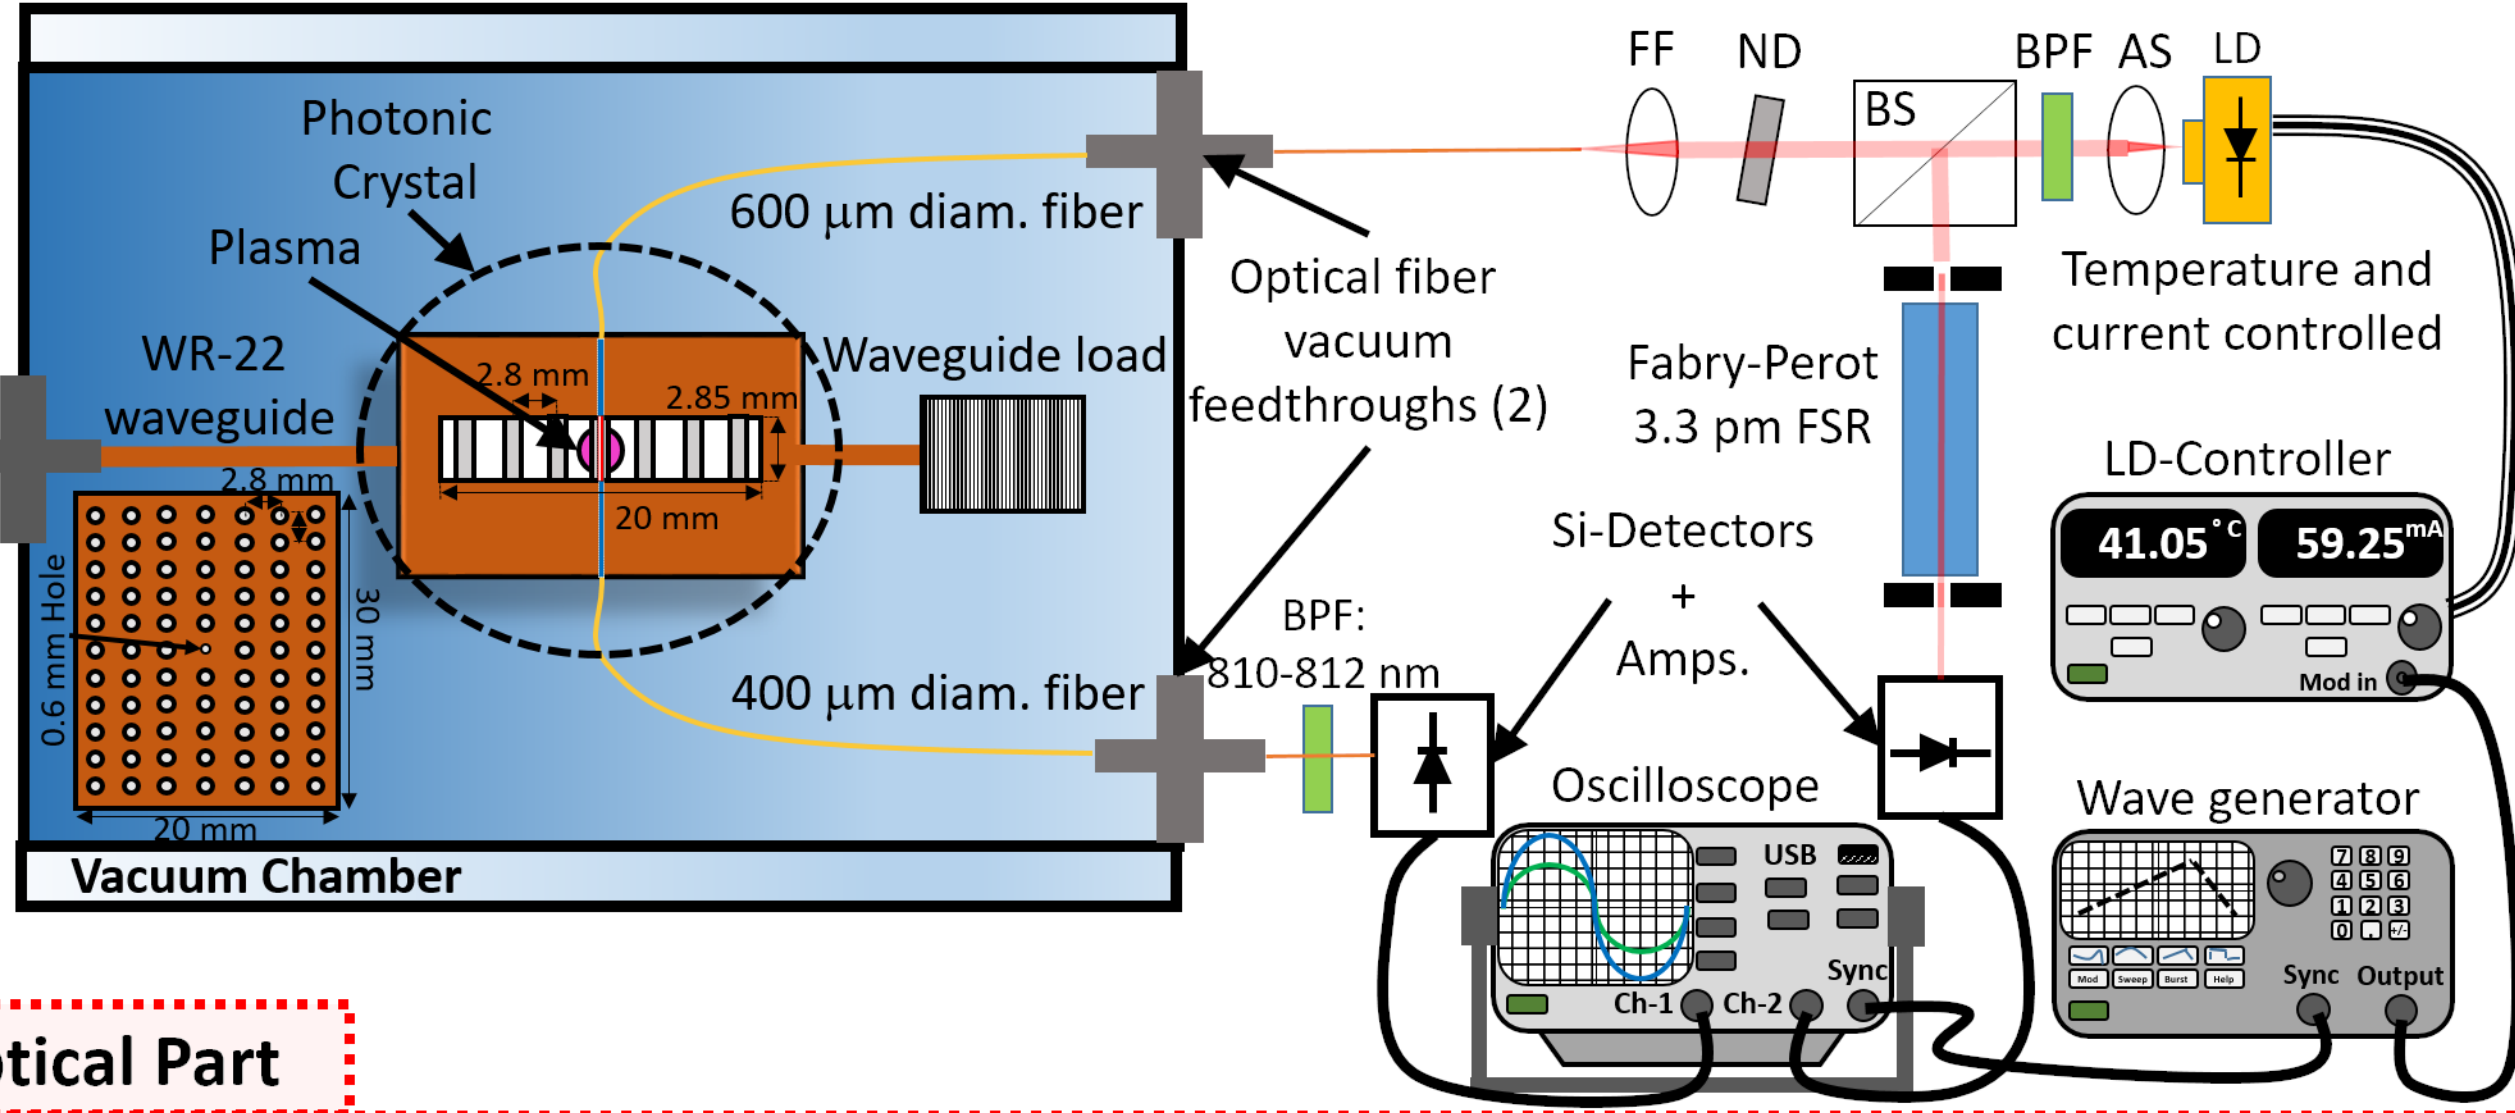 Photonic
Crystal
Plasma
WR-22
waveguide
2.8 mm
0.6 mm Hole
30 mm
20 mm
600 μm diam. fiber
2.8 mm
2.85 mm
20 mm
Waveguide load
400 μm diam. fiber
Vacuum Chamber
Optical fiber
vacuum
feedthroughs (2)
FF
ND
BS
BPF
AS
LD
Temperature and
current controlled
Fabry-Perot
3.3 pm FSR
Si-Detectors
+
Amps.
BPF:
810-812 nm
LD-Controller
41.05 °C
59.25 mA
Mod in
Oscilloscope
USB
Sync
Ch-1
Ch-2
Wave generator
7 8 9
4 5 6
1 2 3
0 . +/-
Mod
Sweep
Burst
Help
Sync
Output
ptical Part